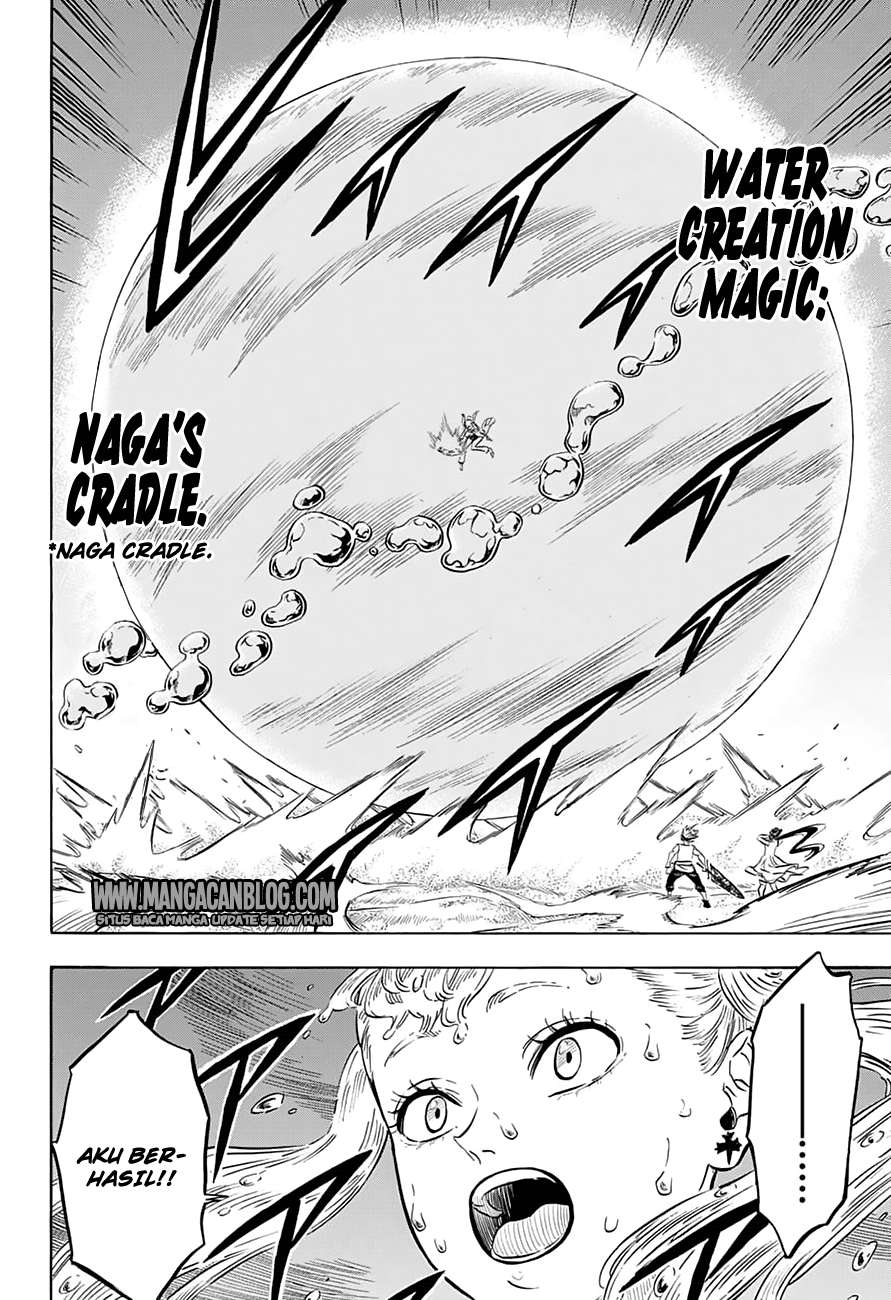 WATER
CREATION
MAGIC:
NAGA'S
CRADLE.
*NAGA CRADLE.
WWW.MANGACANBLOG.COM
SITUS BACA MANGA UPDATE SETIAP HARI
.......
AKU BER-
HASIL!!